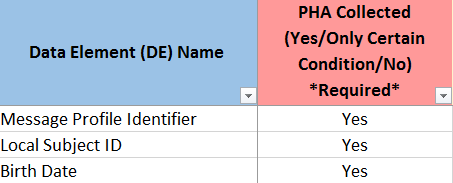 Data Element (DE) Name
PHA Collected
(Yes/Only Certain
Condition/No)
*Required*
Message Profile Identifier Yes
Local Subject ID Yes
Birth Date Yes